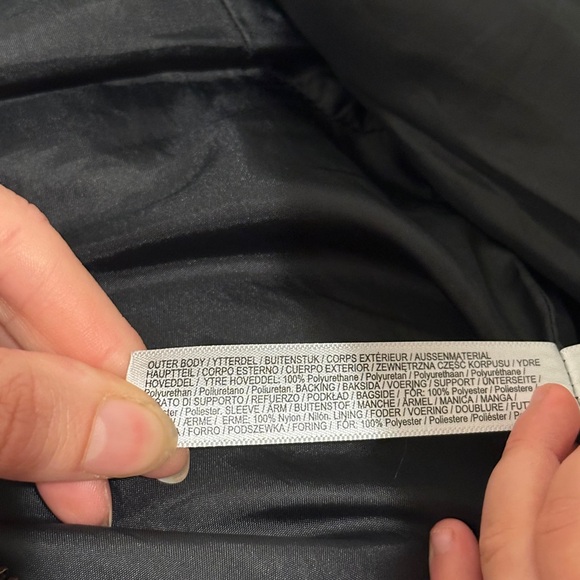 OUTER BODY / YTTERDEL / BUITENSTUK / CORPS EXTÉRIEUR / AUSSENMATERIAL
HAUPTTEIL / CORPO ESTERNO / CUERPO EXTERIOR / ZEWNĘTRZNA CZĘŚĆ KORPUSU / YDRE
HOVEDDEL / YTRE HOVEDDEL: 100% Polyurethane / Polyuretan / Polyurethaan / Polyuréthane /
Polyurethan / Poliuretano / Poliuretan. BACKING / BAKSIDA / VOERING / SUPPORT / UNTERSEITE /
RATO DI SUPPORTO / REFUERZO / PODKŁAD / BAGSIDE / FÔR: 100% Polyester / Poliestere /
/ Poliester. SLEEVE / ÄRM / BUITENSTOF / MANCHE / ÄRMEL / MANICA / MANGA /
/ ÆRME / ERME: 100% Nylon / Nilón. LINING / FODER / VOERING / DOUBLURE / FUT
A / FORRO / PODSZEWKA / FORING / FÔR: 100% Polyester / Poliestere / Poliéster / P